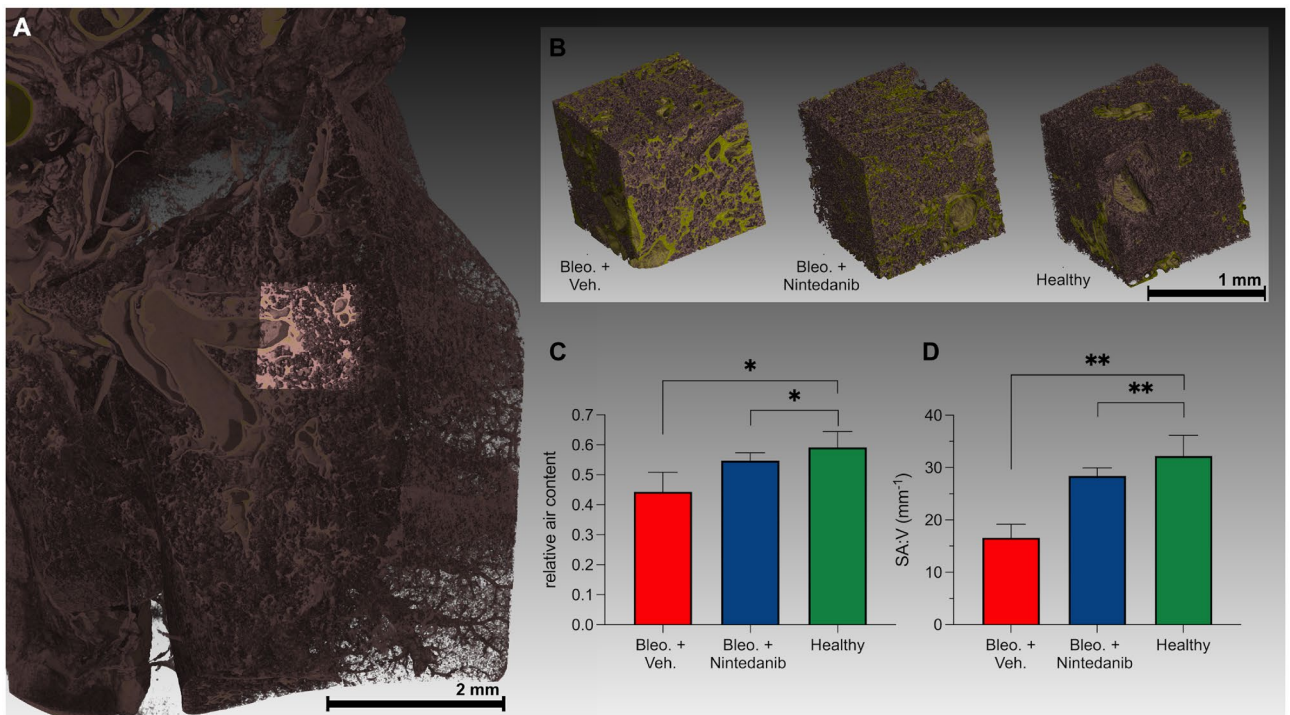 A
B
Bleo. +
Veh.
Bleo. +
Nintedanib
Healthy
1 mm
2 mm
C
*
*
relative air content
0.7
0.6
0.5
0.4
0.3
0.2
0.1
0.0
Bleo. +
Veh.
Bleo. +
Nintedanib
Healthy
D
**
**
SA:V (mm⁻¹)
40
30
20
10
0
Bleo. +
Veh.
Bleo. +
Nintedanib
Healthy